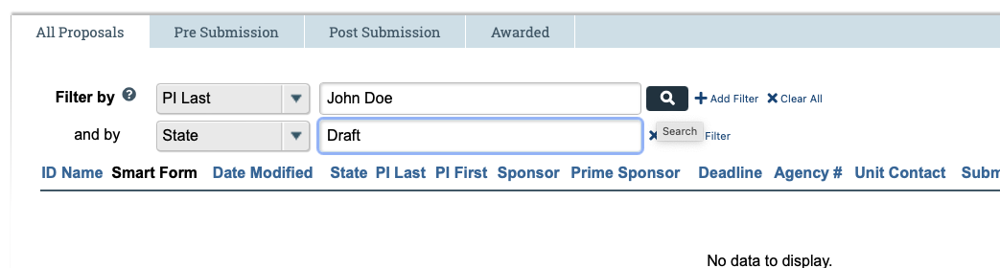 All Proposals Pre Submission Post Submission Awarded
Filter by ? PI Last John Doe Add Filter Clear All
and by State Draft Search Filter
ID Name Smart Form Date Modified State PI Last PI First Sponsor Prime Sponsor Deadline Agency # Unit Contact Subm
No data to display.